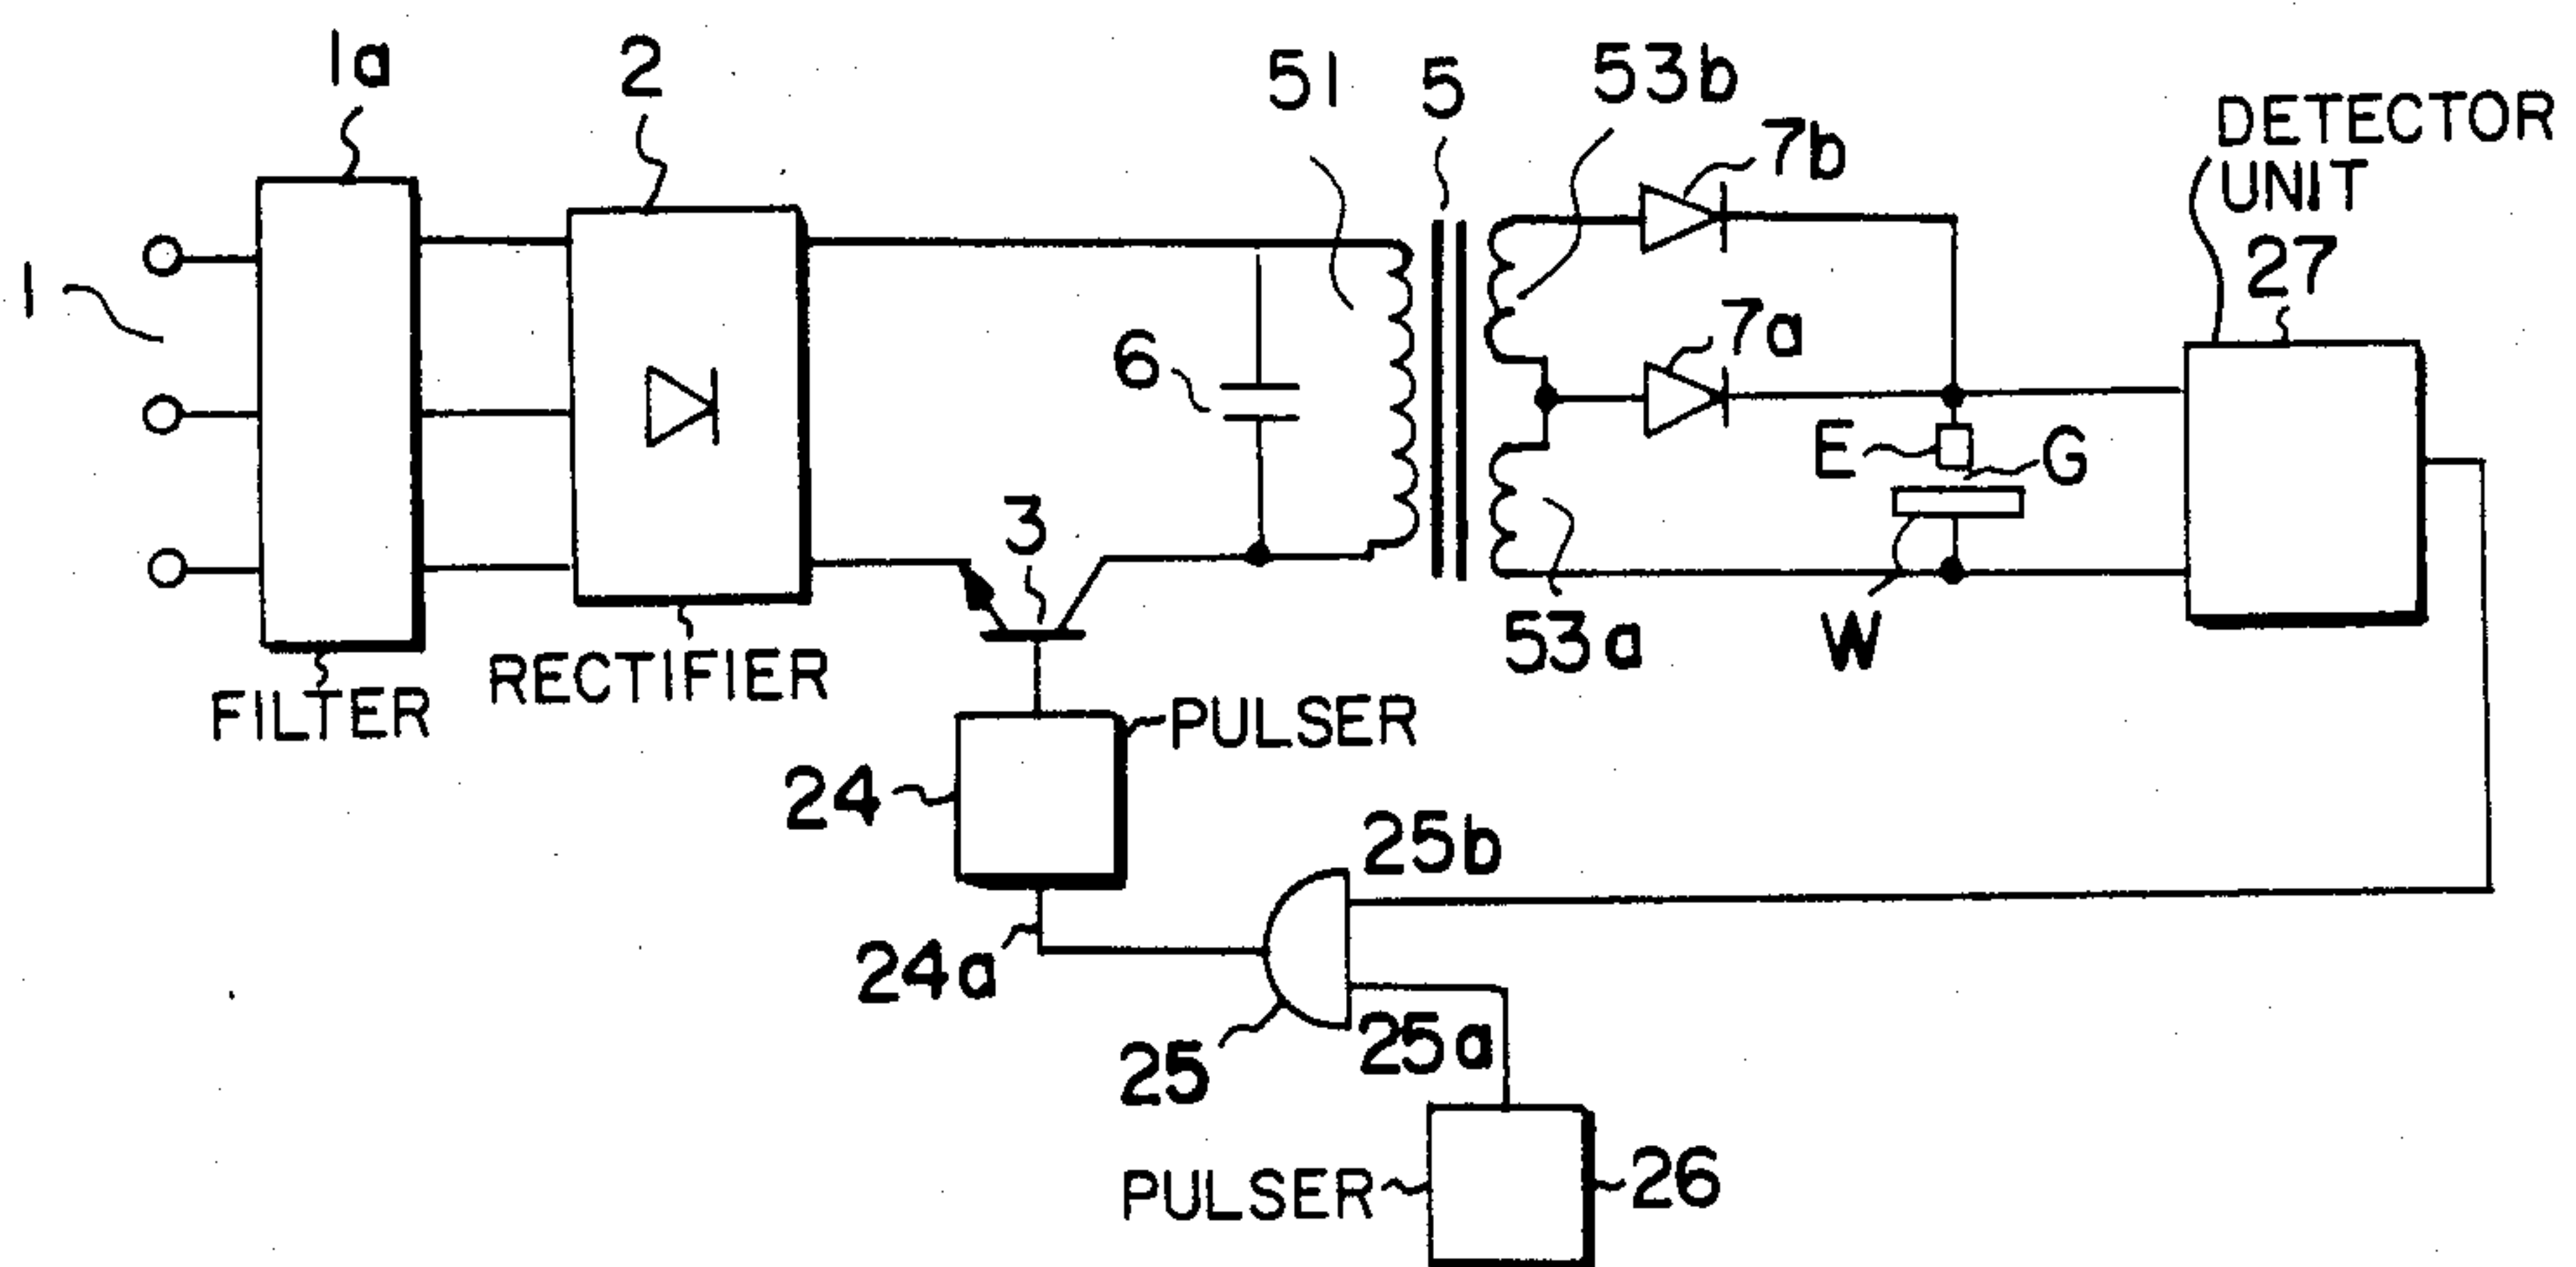 1a
2
51
5
53b
7b
DETECTOR
UNIT
27
1
7a
6
E
G
3
53a
W
FILTER
RECTIFIER
PULSER
24
25b
24a
25
25a
PULSER
26